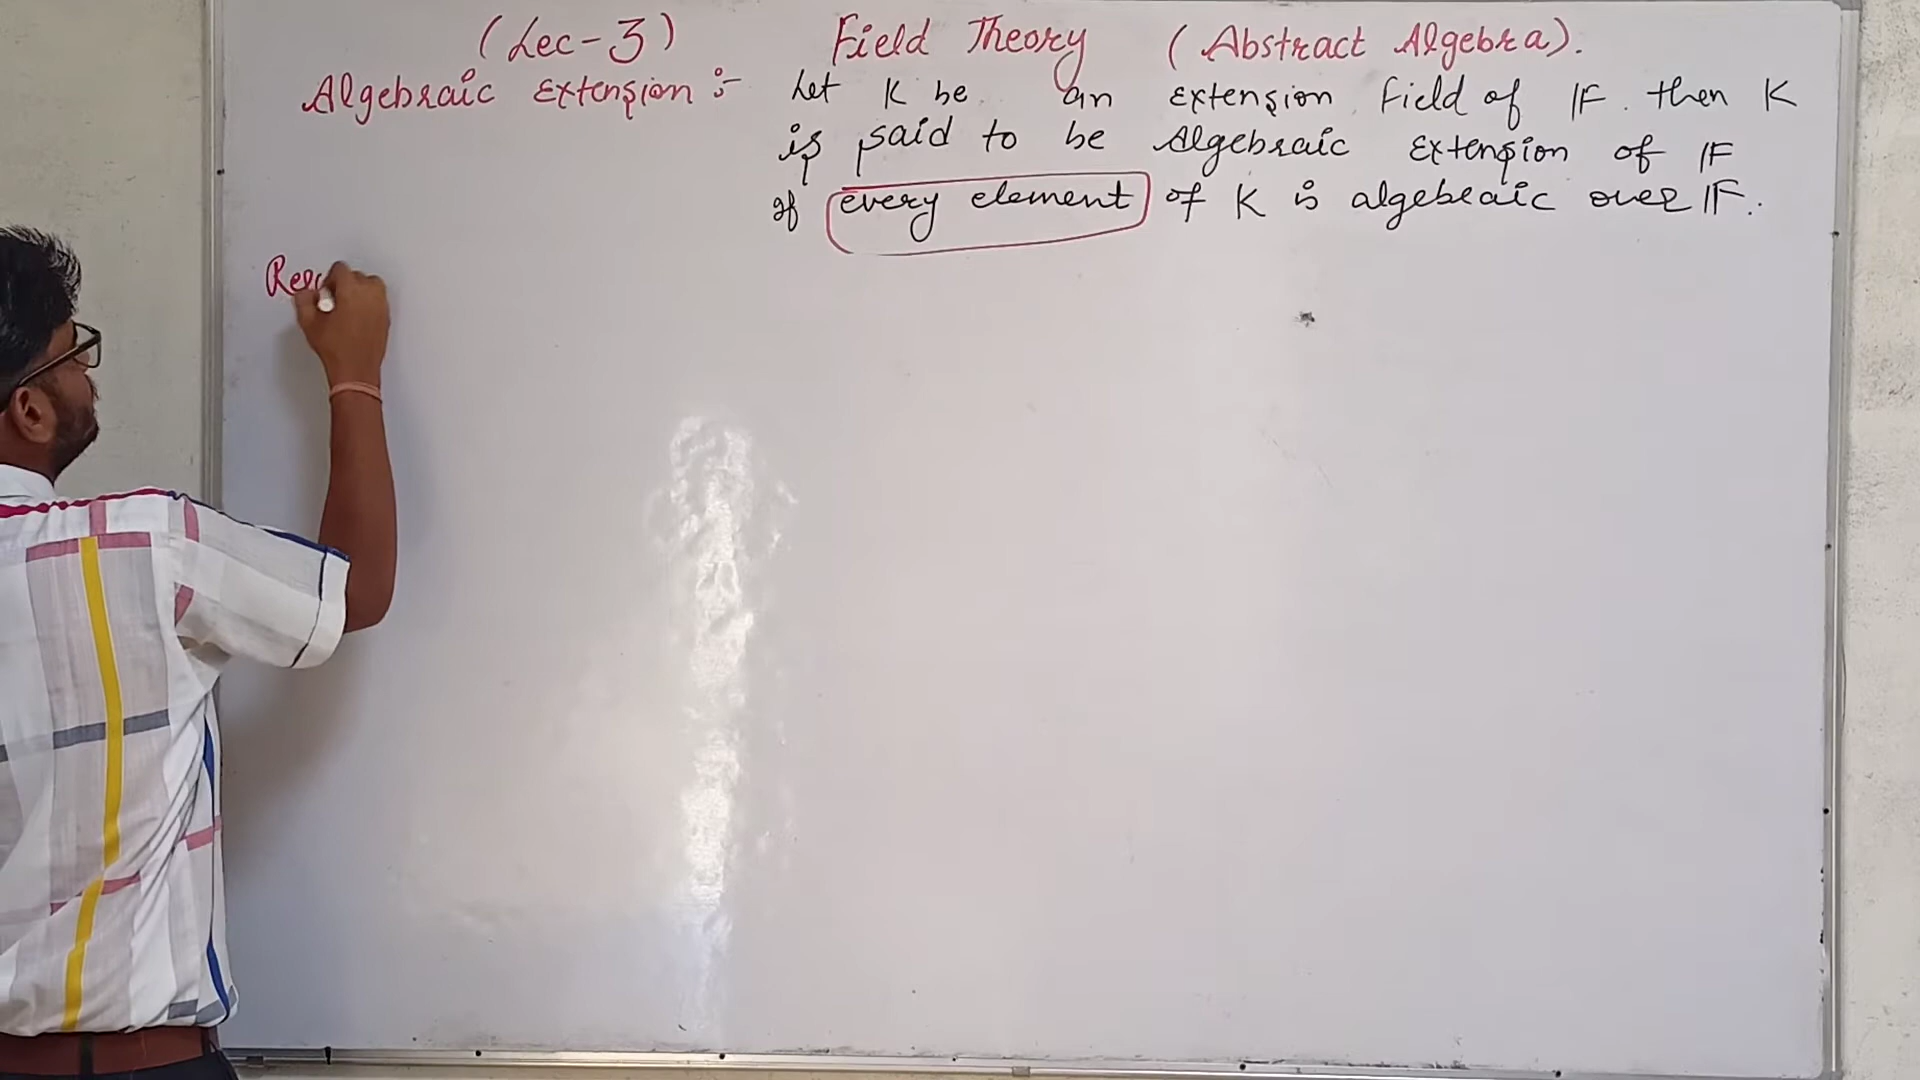 (Lec-3) Field Theory (Abstract Algebra).
Algebraic Extension :- Let K be an extension field of IF. then K
is said to be Algebraic Extension of IF
if every element of K is algebraic over IF.